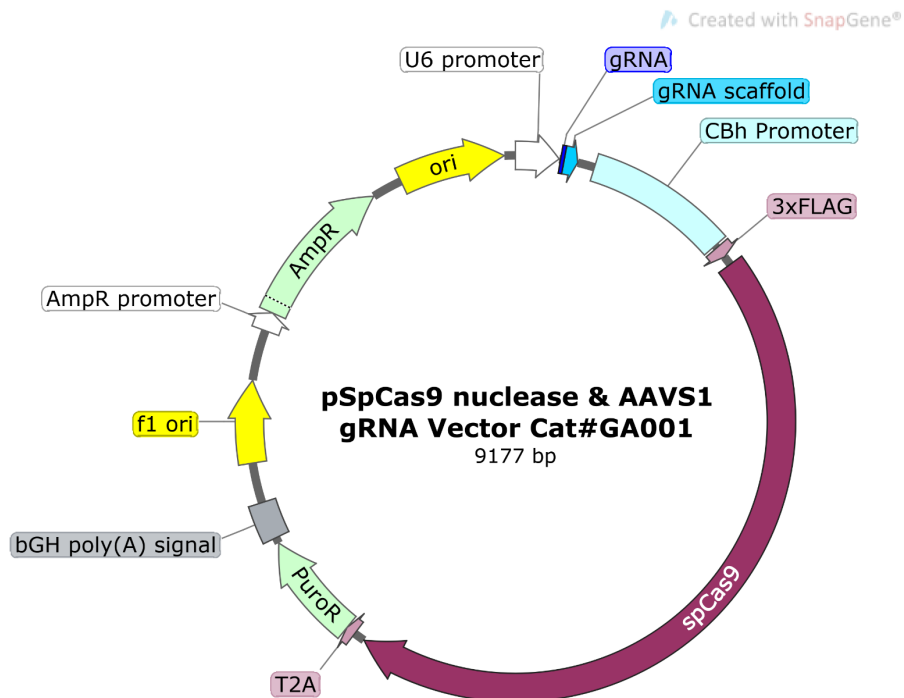 Created with SnapGene®
U6 promoter
gRNA
gRNA scaffold
CBh Promoter
3xFLAG
ori
AmpR
AmpR promoter
pSpCas9 nuclease & AAVS1
gRNA Vector Cat#GA001
9177 bp
f1 ori
bGH poly(A) signal
PuroR
spCas9
T2A